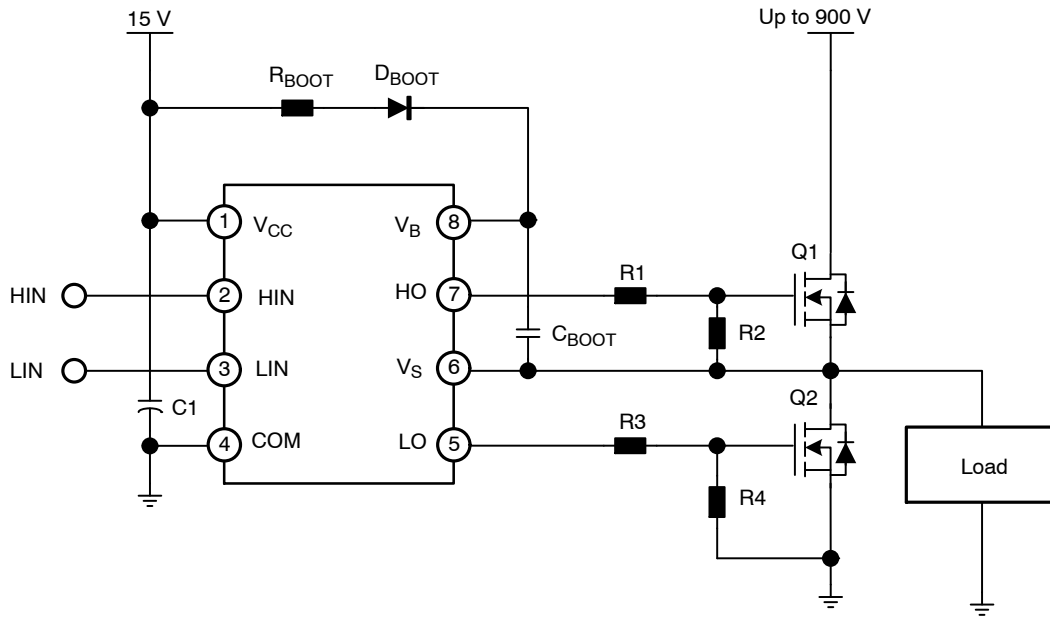 15 V
Up to 900 V
RBOOT
DBOOT
1
VCC
VB
8
Q1
HIN
2
HIN
HO
7
R1
R2
CBOOT
LIN
3
LIN
VS
6
C1
Q2
4
COM
LO
5
R3
Load
R4